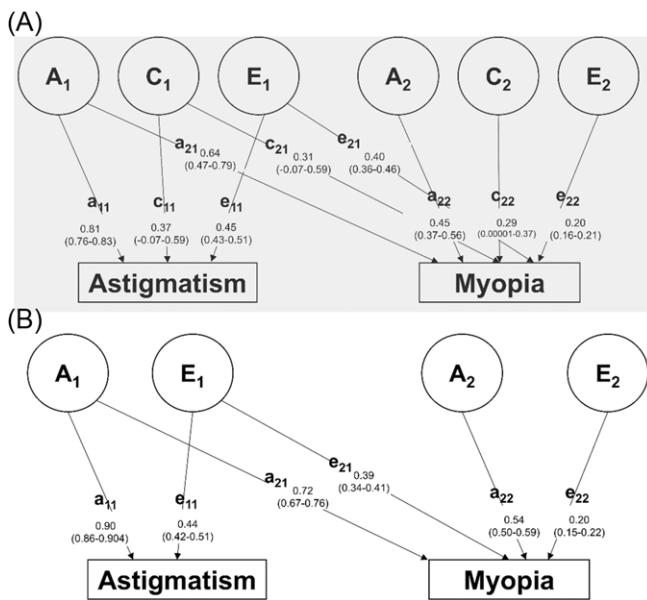 (A)
A1 C1 E1 A2 C2 E2
a21 0.64 (0.47-0.79)
c21 0.31 (-0.07-0.59)
e21 0.40 (0.36-0.46)
a11 0.81 (0.76-0.83)
c11 0.37 (-0.07-0.59)
e11 0.45 (0.43-0.51)
a22 0.45 (0.37-0.56)
c22 0.29 (0.00001-0.37)
e22 0.20 (0.16-0.21)
Astigmatism Myopia
(B)
A1 E1 A2 E2
a21 0.72 (0.67-0.76)
e21 0.39 (0.34-0.41)
a11 0.90 (0.86-0.904)
e11 0.44 (0.42-0.51)
a22 0.54 (0.50-0.59)
e22 0.20 (0.15-0.22)
Astigmatism Myopia